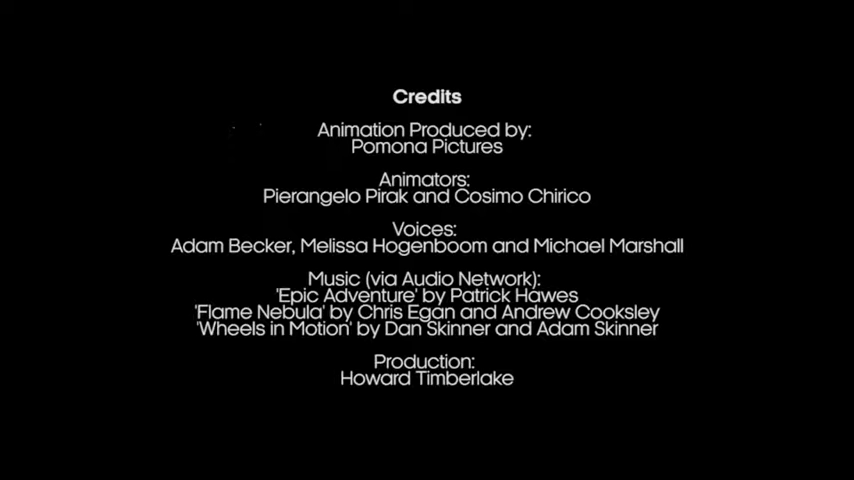 Credits
Animation Produced by:
Pomona Pictures
Animators:
Pierangelo Pirak and Cosimo Chirico
Voices:
Adam Becker, Melissa Hogenboom and Michael Marshall
Music (via Audio Network):
'Epic Adventure' by Patrick Hawes
'Flame Nebula' by Chris Egan and Andrew Cooksley
'Wheels in Motion' by Dan Skinner and Adam Skinner
Production:
Howard Timberlake